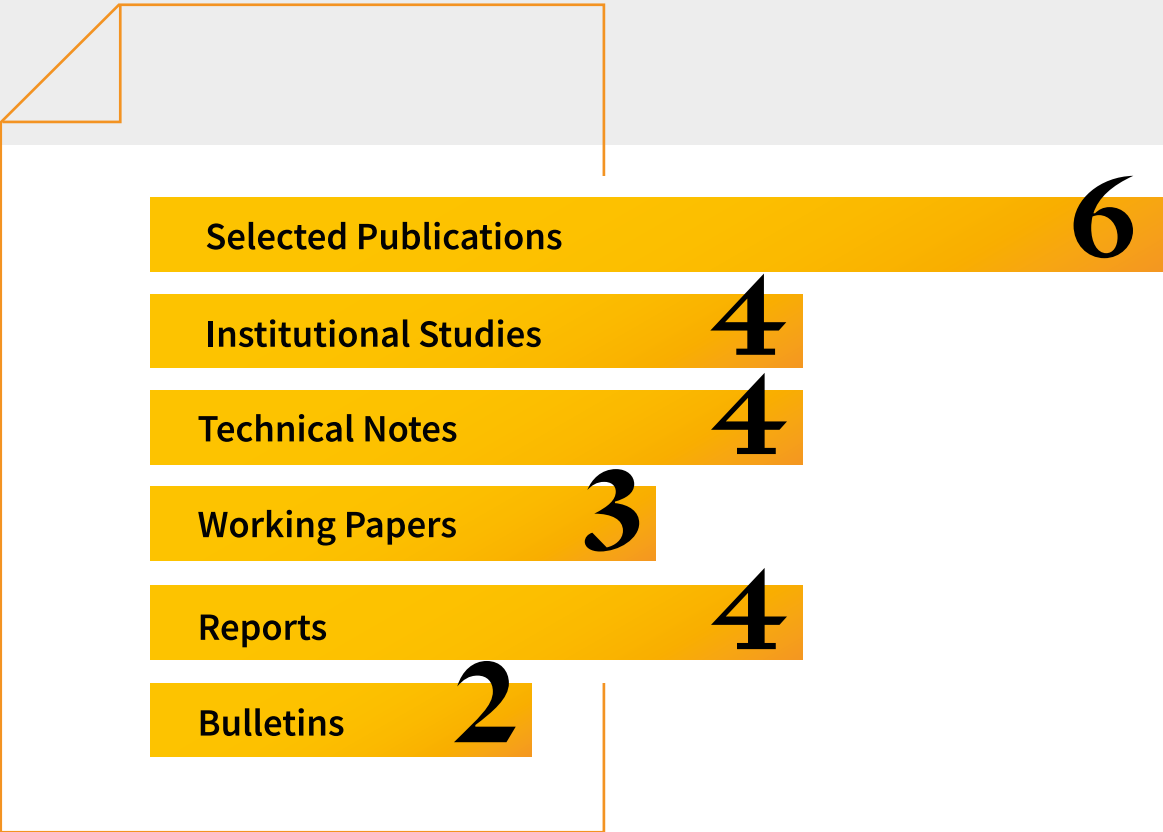 Selected Publications 6
Institutional Studies 4
Technical Notes 4
Working Papers 3
Reports 4
Bulletins 2